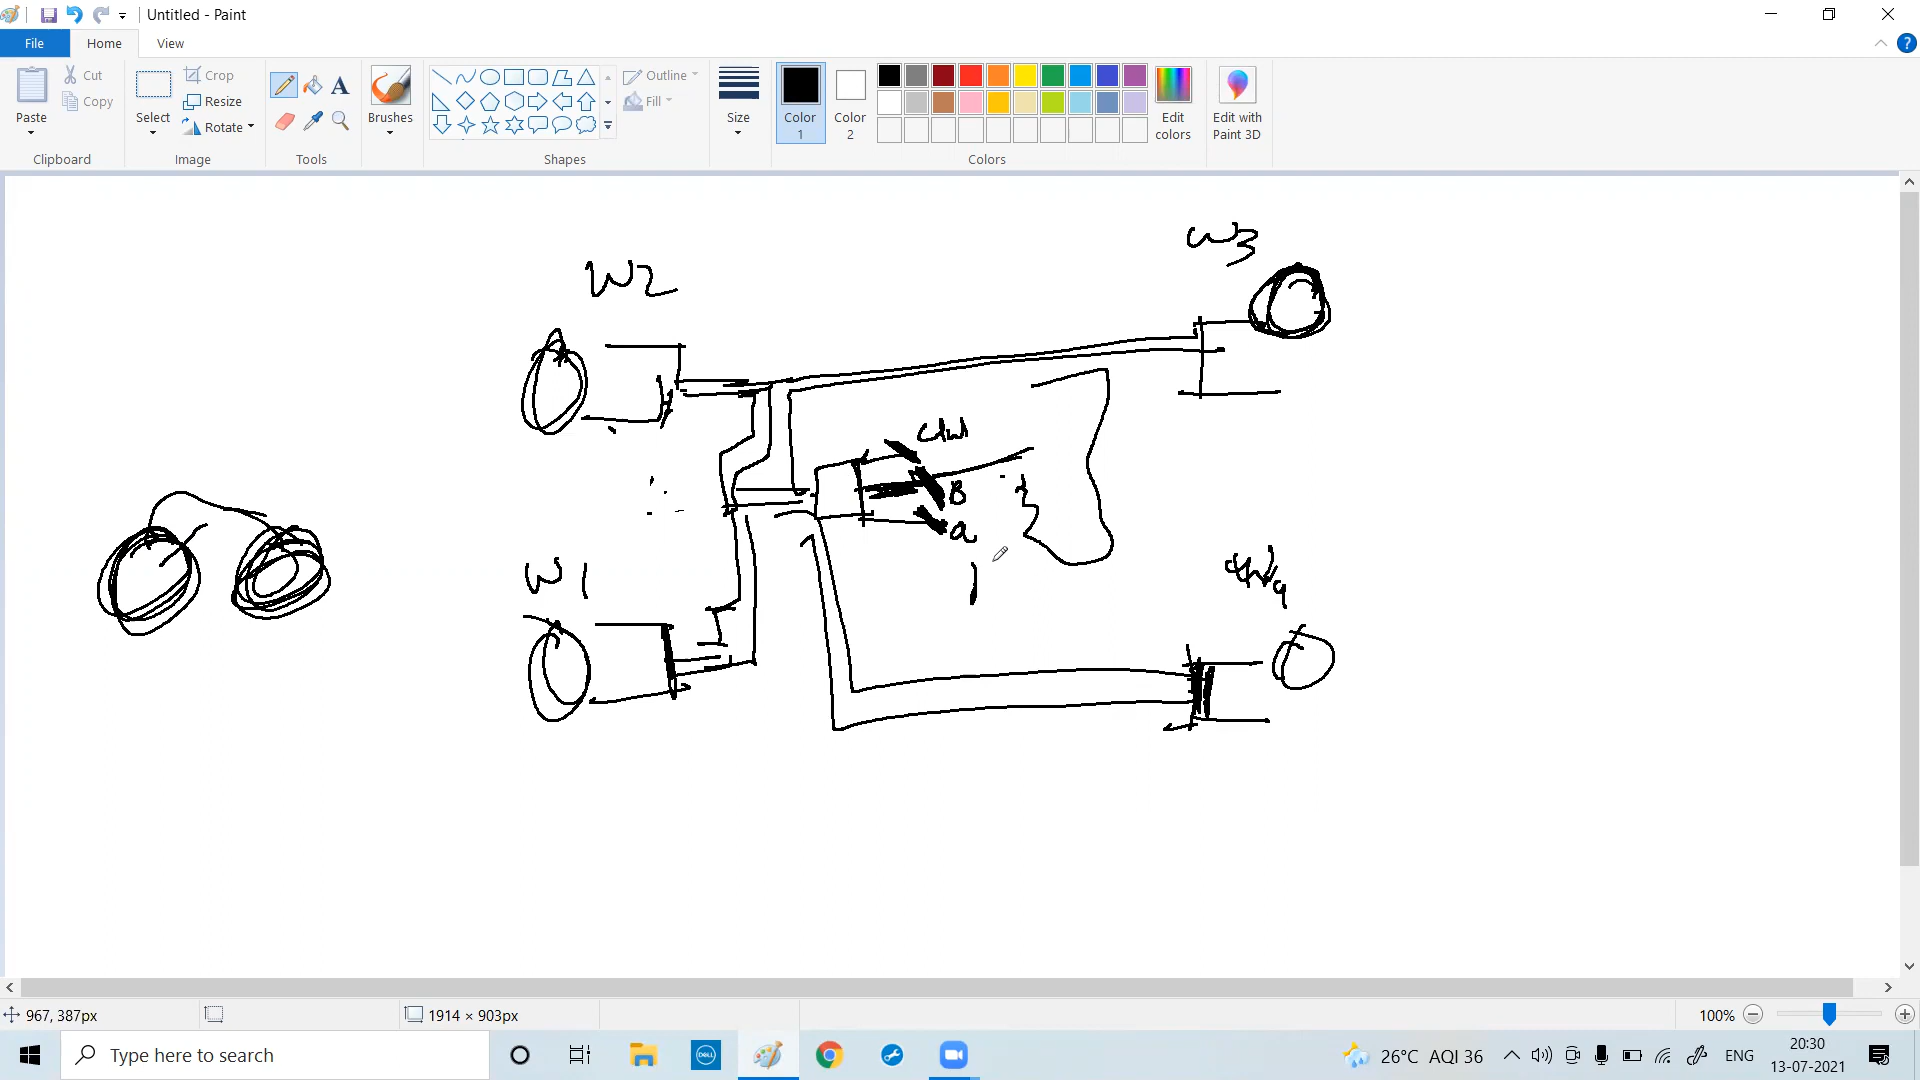 Untitled - Paint
File
Home
View
Paste
Cut
Copy
Clipboard
Select
Crop
Resize
Rotate
Image
A
Tools
Brushes
Outline
Fill
Shapes
Size
Color
1
Color
2
Edit
colors
Edit with
Paint 3D
Colors
W2
W3
B
a
W1
967, 387px
1914 × 903px
100%
Type here to search
DELL
26°C AQI 36
ENG
20:30
13-07-2021